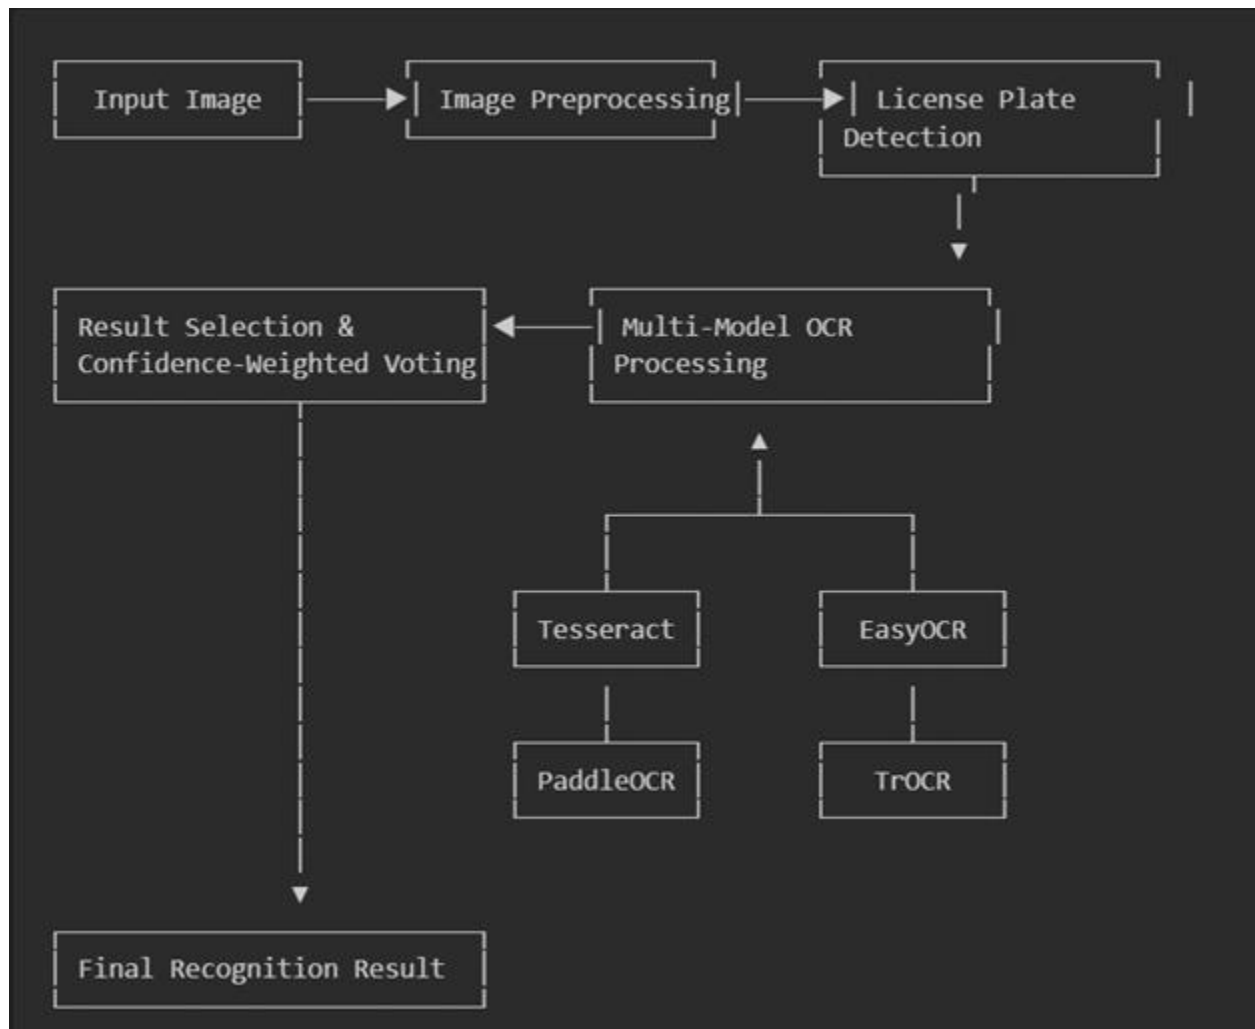 Input Image
Image Preprocessing
License Plate
Detection
Result Selection &
Confidence-Weighted Voting
Multi-Model OCR
Processing
Tesseract
EasyOCR
PaddleOCR
TrOCR
Final Recognition Result